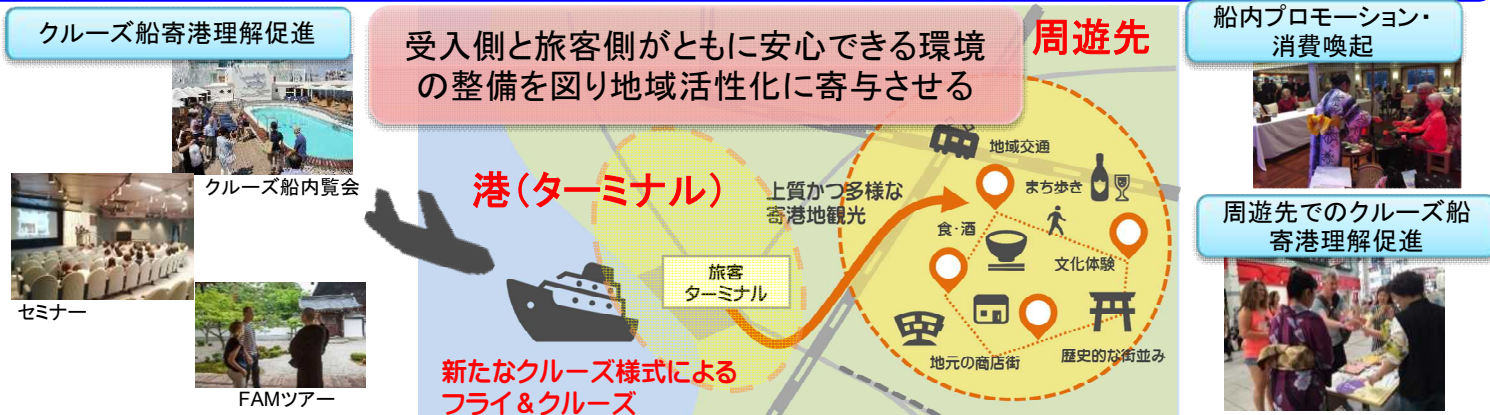 クルーズ船寄港理解促進
クルーズ船内覧会
セミナー
FAMツアー
受入側と旅客側がともに安心できる環境
の整備を図り地域活性化に寄与させる
周遊先
港(ターミナル)
上質かつ多様な
寄港地観光
旅客
ターミナル
新たなクルーズ様式による
フライ&クルーズ
地域交通
まち歩き
食・酒
文化体験
地元の商店街
歴史的な街並み
船内プロモーション・
消費喚起
周遊先でのクルーズ船
寄港理解促進